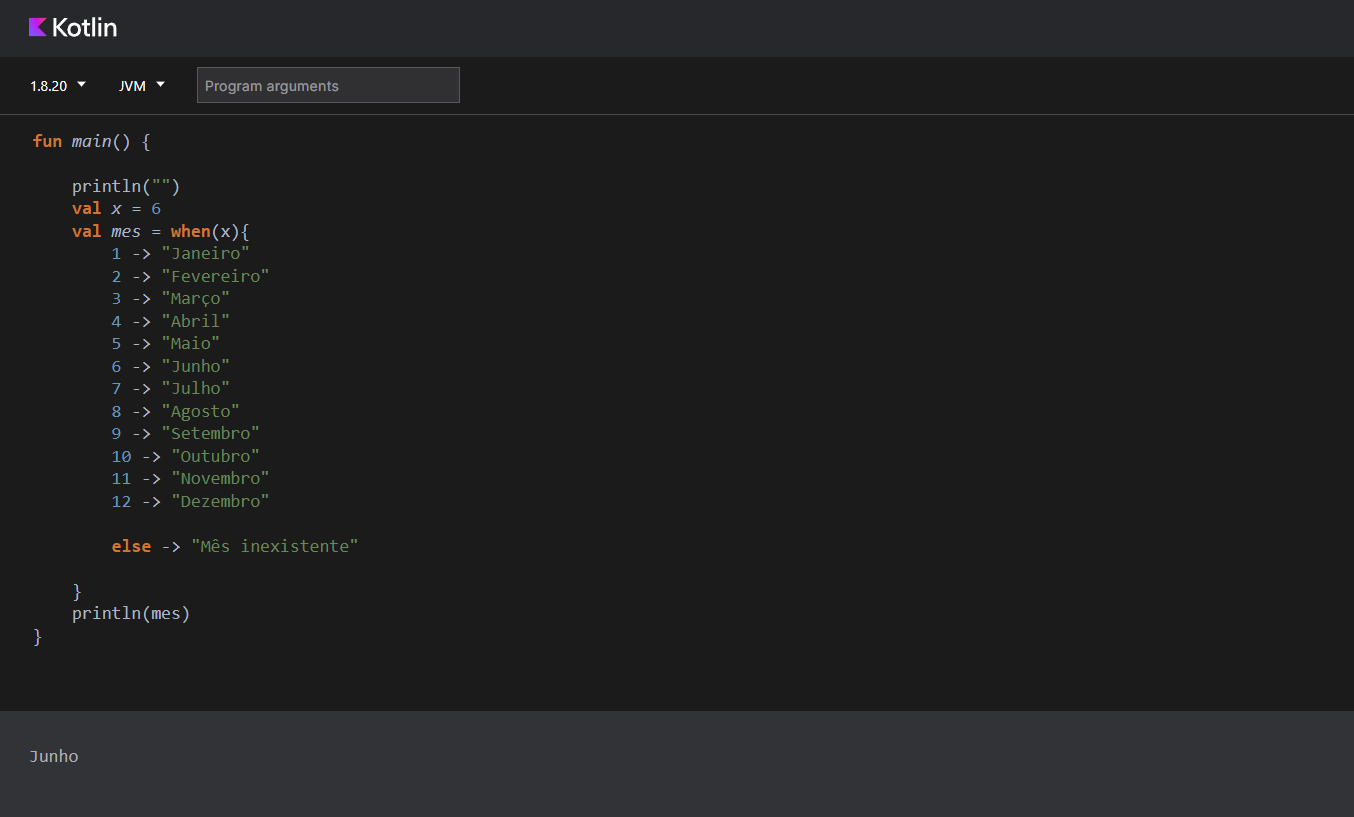 Kotlin
1.8.20 JVM Program arguments
fun main() {
println("")
val x = 6
val mes = when(x){
1 -> "Janeiro"
2 -> "Fevereiro"
3 -> "Março"
4 -> "Abril"
5 -> "Maio"
6 -> "Junho"
7 -> "Julho"
8 -> "Agosto"
9 -> "Setembro"
10 -> "Outubro"
11 -> "Novembro"
12 -> "Dezembro"
else -> "Mês inexistente"
}
println(mes)
}
Junho